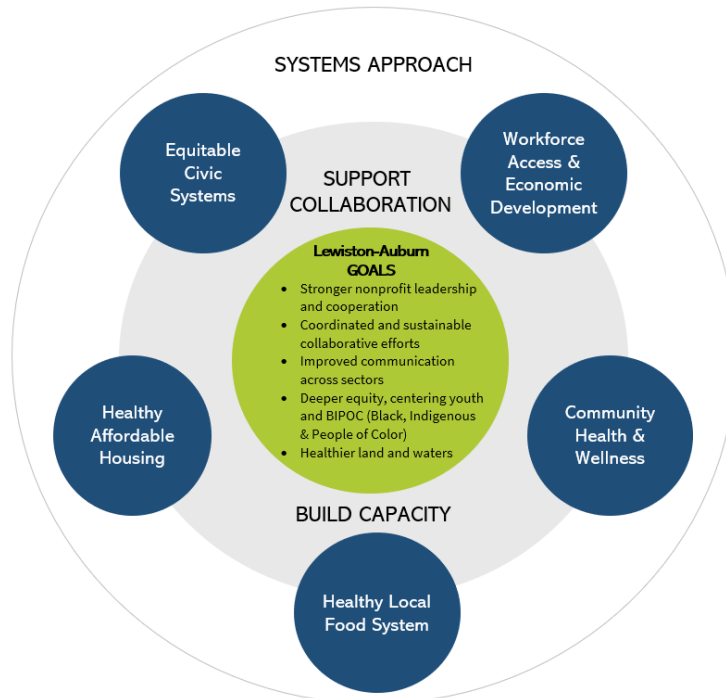 SYSTEMS APPROACH
Equitable
Civic
Systems
Workforce
Access &
Economic
Development
SUPPORT
COLLABORATION
Lewiston-Auburn
GOALS
• Stronger nonprofit leadership
and cooperation
• Coordinated and sustainable
collaborative efforts
• Improved communication
across sectors
• Deeper equity, centering youth
and BIPOC (Black, Indigenous
& People of Color)
• Healthier land and waters
Healthy
Affordable
Housing
Community
Health &
Wellness
BUILD CAPACITY
Healthy Local
Food System